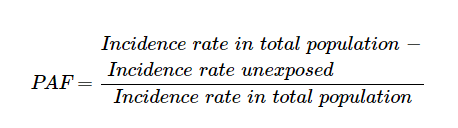 Incidence rate in total population −
Incidence rate unexposed
PAF =
Incidence rate in total population